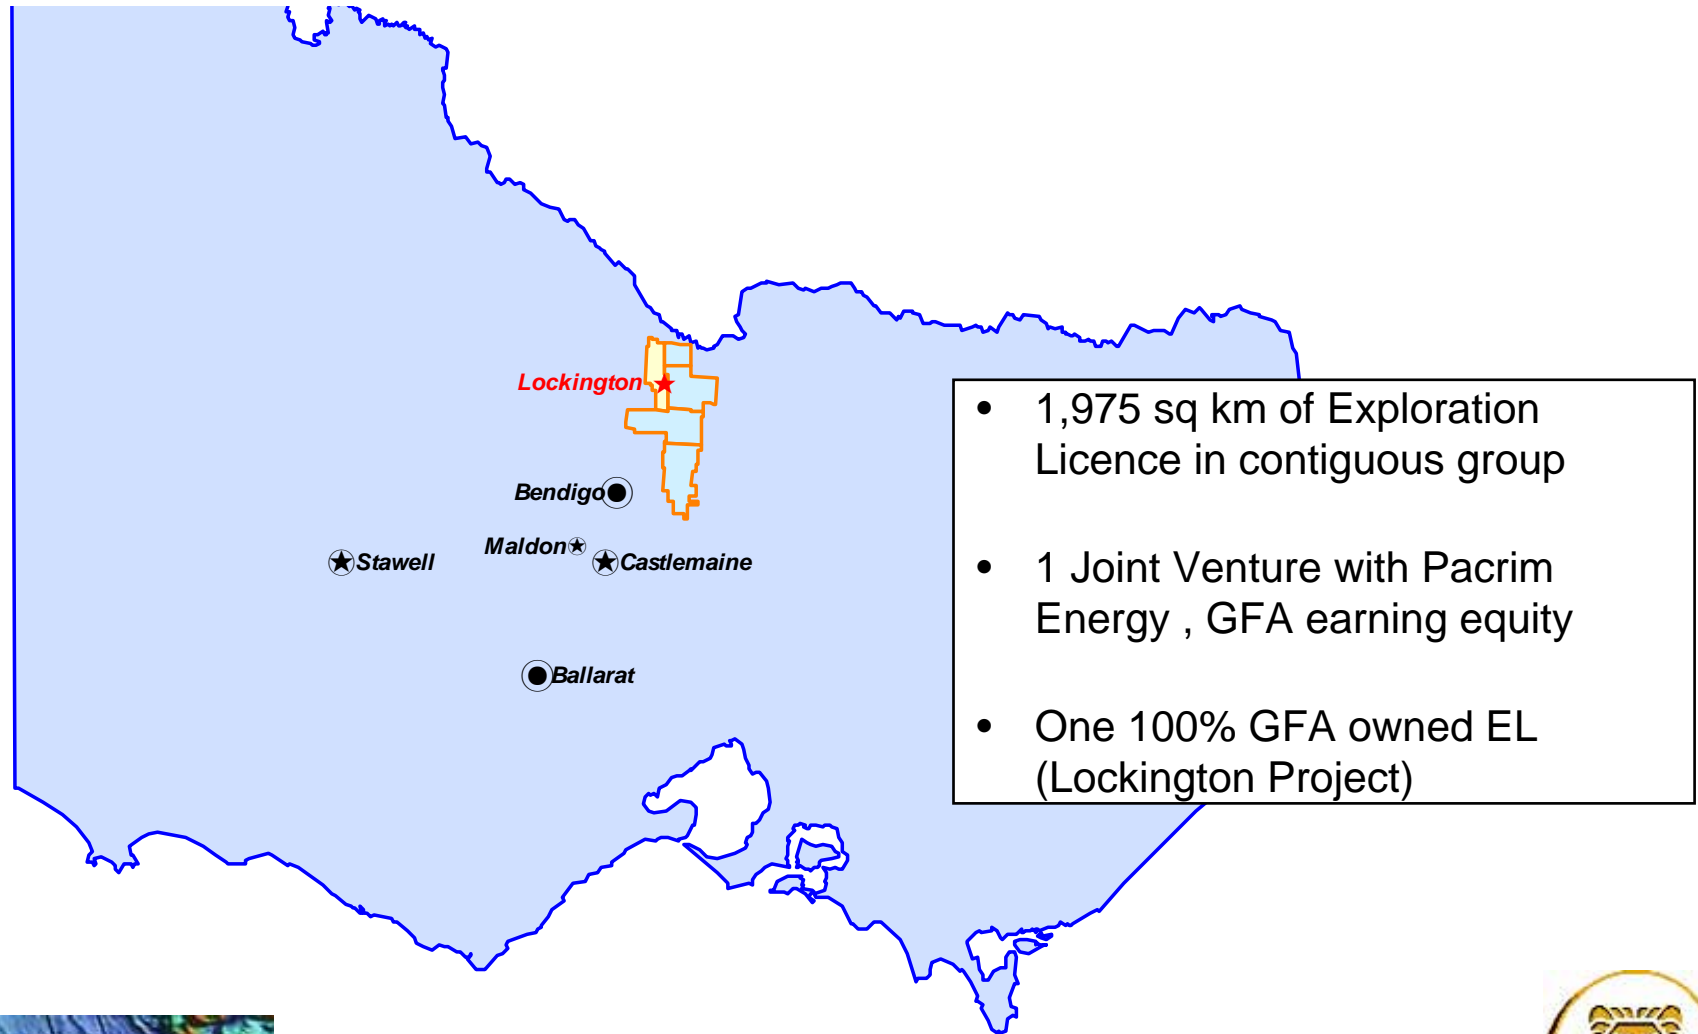 Lockington
Bendigo
Maldon
Stawell
Castlemaine
Ballarat
• 1,975 sq km of Exploration
Licence in contiguous group
• 1 Joint Venture with Pacrim
Energy , GFA earning equity
• One 100% GFA owned EL
(Lockington Project)